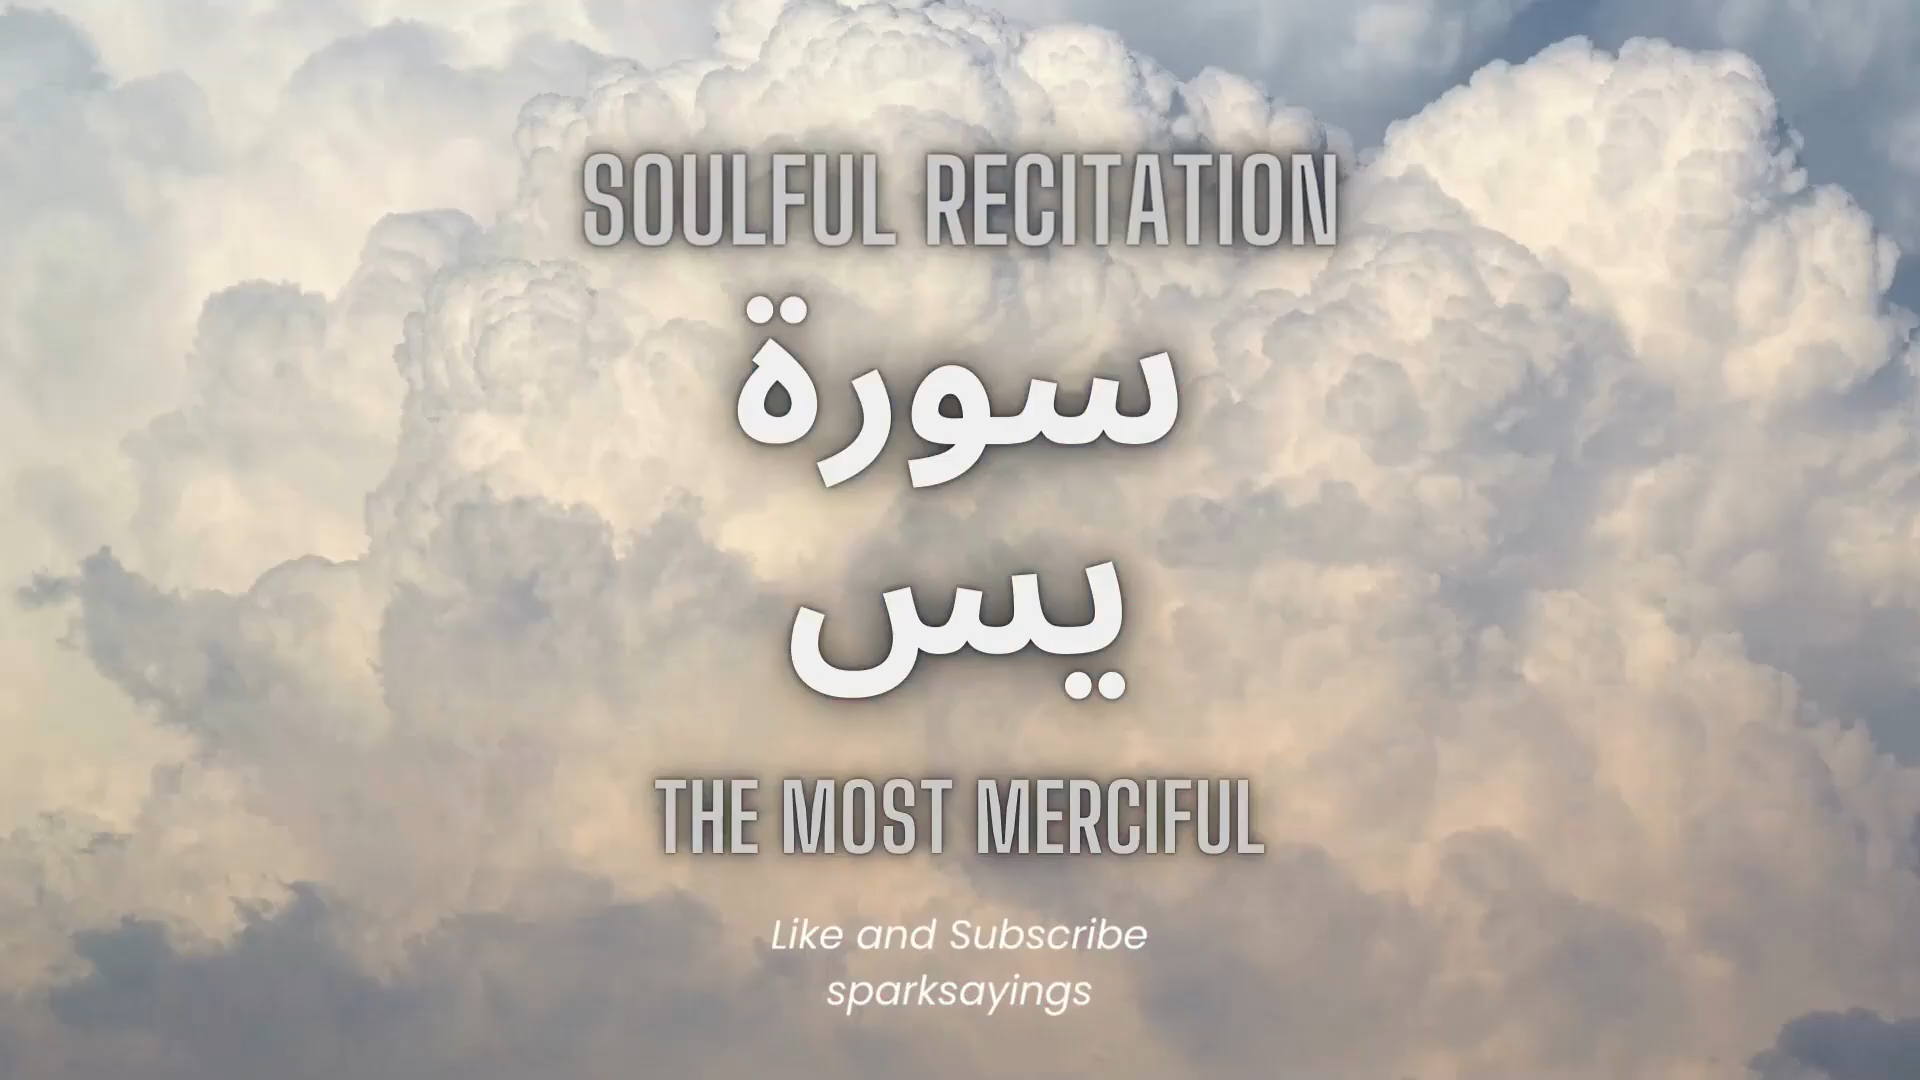 SOULFUL RECITATION
سورة
يس
THE MOST MERCIFUL
Like and Subscribe
sparksayings